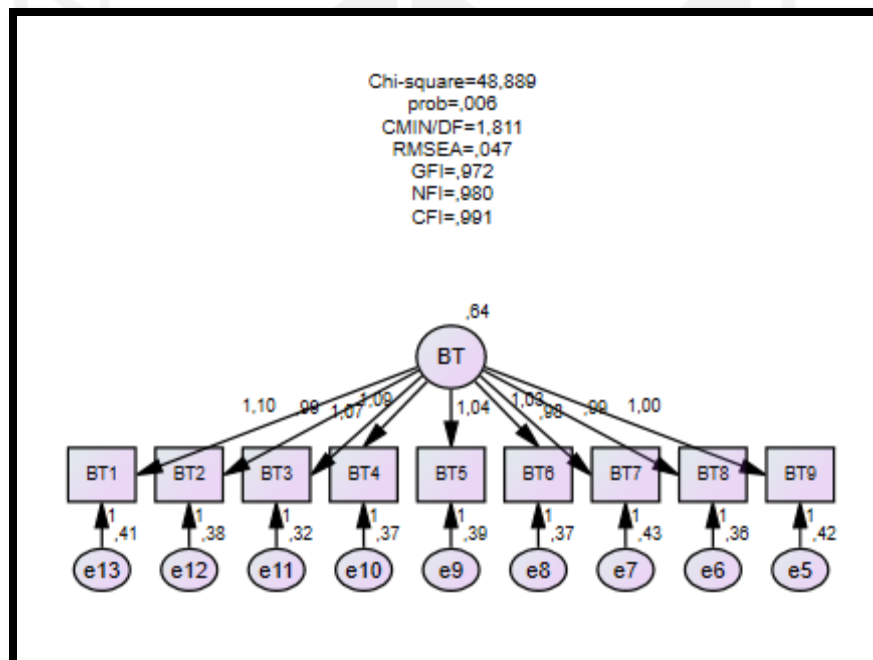 Chi-square=48,889
prob=,006
CMIN/DF=1,811
RMSEA=,047
GFI=,972
NFI=,980
CFI=,991
,64
BT
1,10 ,99 1,07 1,09 1,04 1,03 ,98 ,99 1,00
BT1 BT2 BT3 BT4 BT5 BT6 BT7 BT8 BT9
1 1 1 1 1 1 1 1 1
,41 ,38 ,32 ,37 ,39 ,37 ,43 ,36 ,42
e13 e12 e11 e10 e9 e8 e7 e6 e5